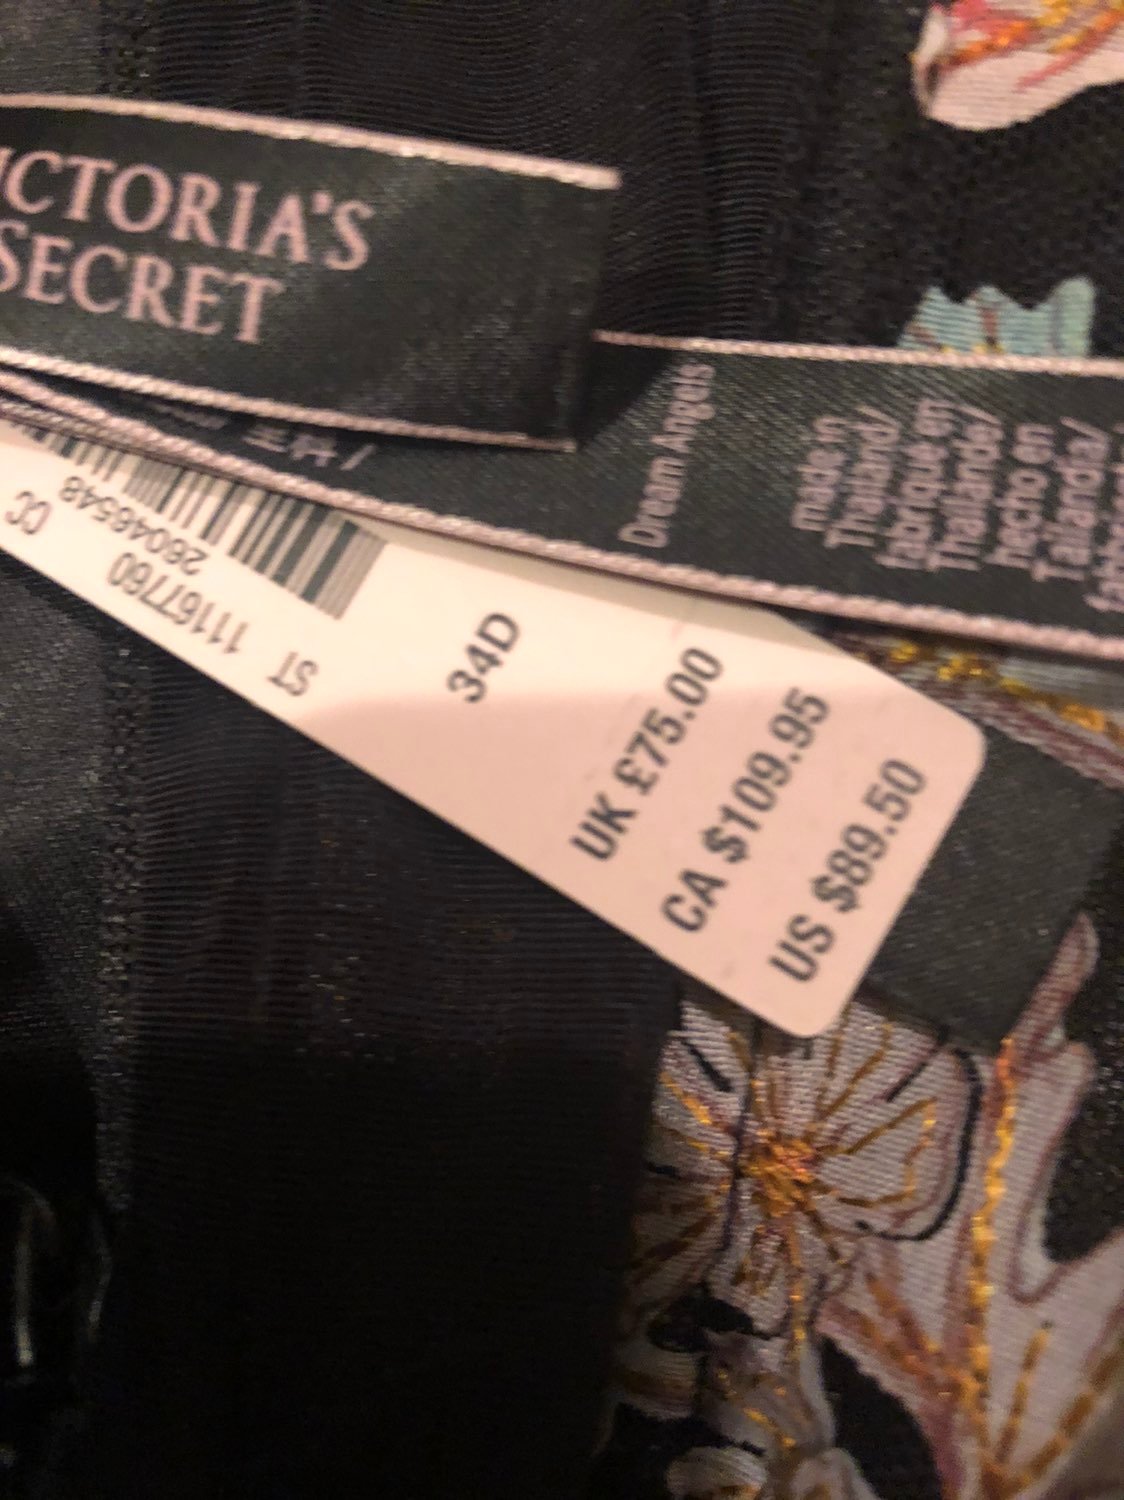 ICTORIA'S
SECRET
Dream Angels
made in
Thailand/
fabriqué en
Thaïlande/
hecho en
Tailandia/
34D
UK £75.00
CA $109.95
US $89.50
ST
11167760
26046548
CC